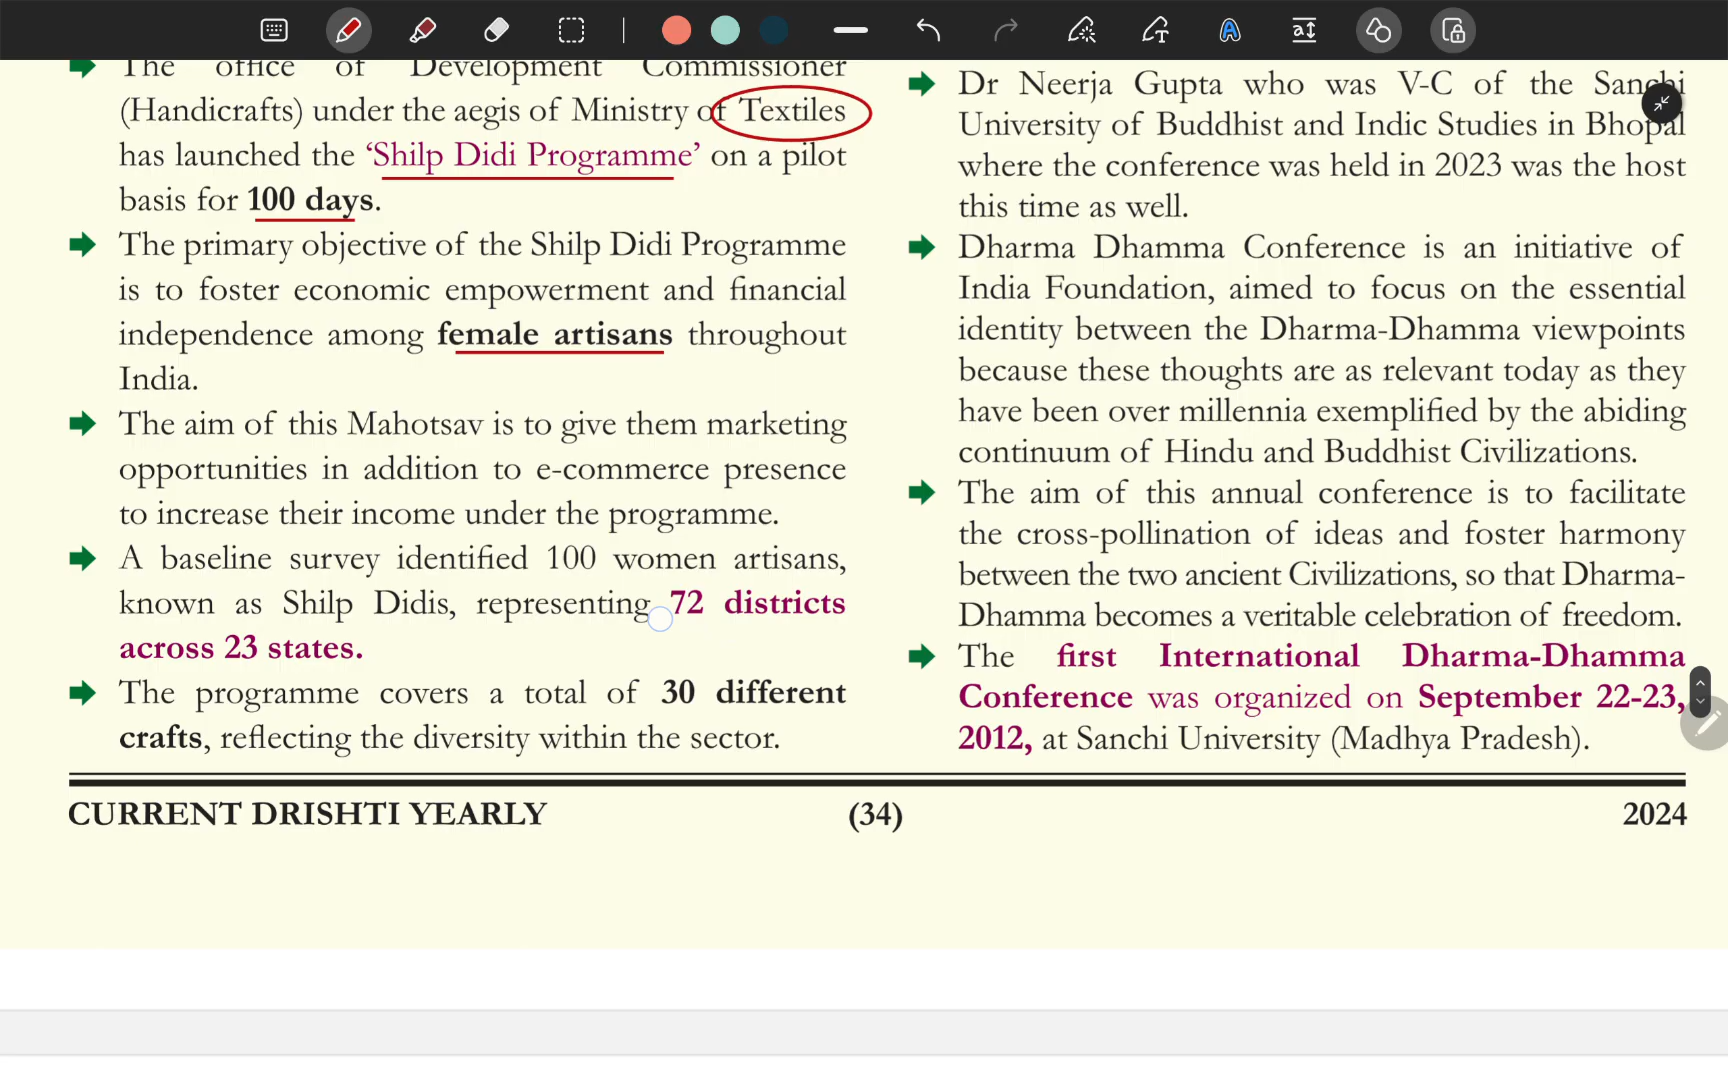 The office of Development Commissioner
(Handicrafts) under the aegis of Ministry of Textiles
has launched the ‘Shilp Didi Programme’ on a pilot
basis for 100 days.
The primary objective of the Shilp Didi Programme
is to foster economic empowerment and financial
independence among female artisans throughout
India.
The aim of this Mahotsav is to give them marketing
opportunities in addition to e-commerce presence
to increase their income under the programme.
A baseline survey identified 100 women artisans,
known as Shilp Didis, representing 72 districts
across 23 states.
The programme covers a total of 30 different
crafts, reflecting the diversity within the sector.
Dr Neerja Gupta who was V-C of the Sanchi
University of Buddhist and Indic Studies in Bhopal
where the conference was held in 2023 was the host
this time as well.
Dharma Dhamma Conference is an initiative of
India Foundation, aimed to focus on the essential
identity between the Dharma-Dhamma viewpoints
because these thoughts are as relevant today as they
have been over millennia exemplified by the abiding
continuum of Hindu and Buddhist Civilizations.
The aim of this annual conference is to facilitate
the cross-pollination of ideas and foster harmony
between the two ancient Civilizations, so that Dharma-
Dhamma becomes a veritable celebration of freedom.
The first International Dharma-Dhamma
Conference was organized on September 22-23,
2012, at Sanchi University (Madhya Pradesh).
CURRENT DRISHTI YEARLY (34) 2024